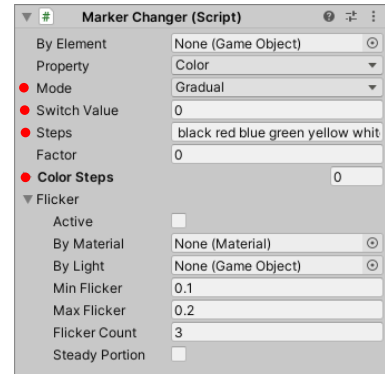 Marker Changer (Script)
By Element None (Game Object)
Property Color
Mode Gradual
Switch Value 0
Steps black red blue green yellow whit
Factor 0
Color Steps 0
Flicker
Active
By Material None (Material)
By Light None (Game Object)
Min Flicker 0.1
Max Flicker 0.2
Flicker Count 3
Steady Portion